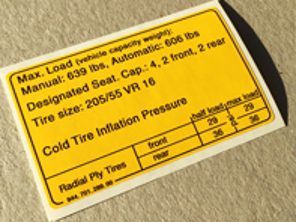 Max. Load (vehicle capacity weight):
Manual: 639 lbs, Automatic: 606 lbs
Designated Seat. Cap.: 4, 2 front, 2 rear
Tire size: 205/55 VR 16
Cold Tire Inflation Pressure
half load max load
Radial Ply Tires front 29 29
rear 36 36
944.701.